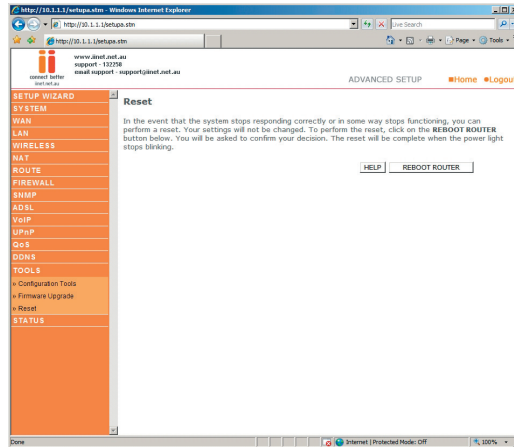 http://10.1.1.1/setupa.stm - Windows Internet Explorer
http://10.1.1.1/setupa.stm
Live Search
http://10.1.1.1/setupa.stm
Page
Tools
www.iinet.net.au
support - 132258
email support - support@iinet.net.au
connect better
iinet.net.au
ADVANCED SETUP
Home
Logout
SETUP WIZARD
SYSTEM
WAN
LAN
WIRELESS
NAT
ROUTE
FIREWALL
SNMP
ADSL
VoIP
UPnP
QoS
DDNS
TOOLS
» Configuration Tools
» Firmware Upgrade
» Reset
STATUS
Reset
In the event that the system stops responding correctly or in some way stops functioning, you can
perform a reset. Your settings will not be changed. To perform the reset, click on the REBOOT ROUTER
button below. You will be asked to confirm your decision. The reset will be complete when the power light
stops blinking.
HELP
REBOOT ROUTER
Done
Internet | Protected Mode: Off
100%